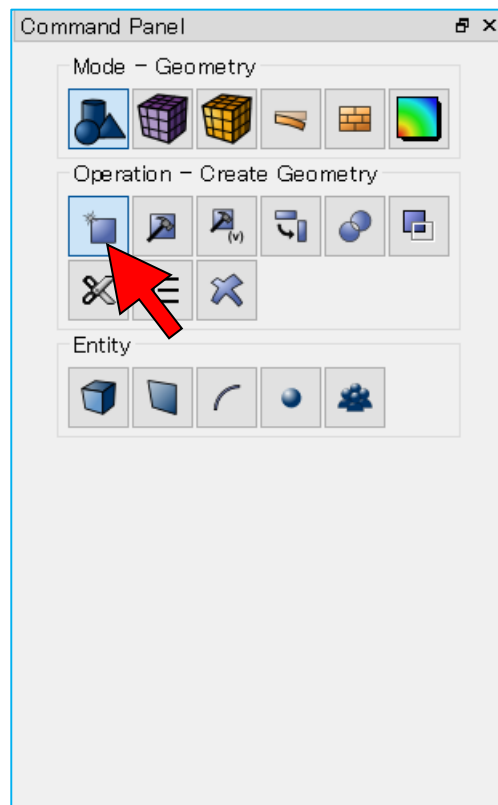 Command Panel
Mode - Geometry
Operation - Create Geometry
(v)
Entity